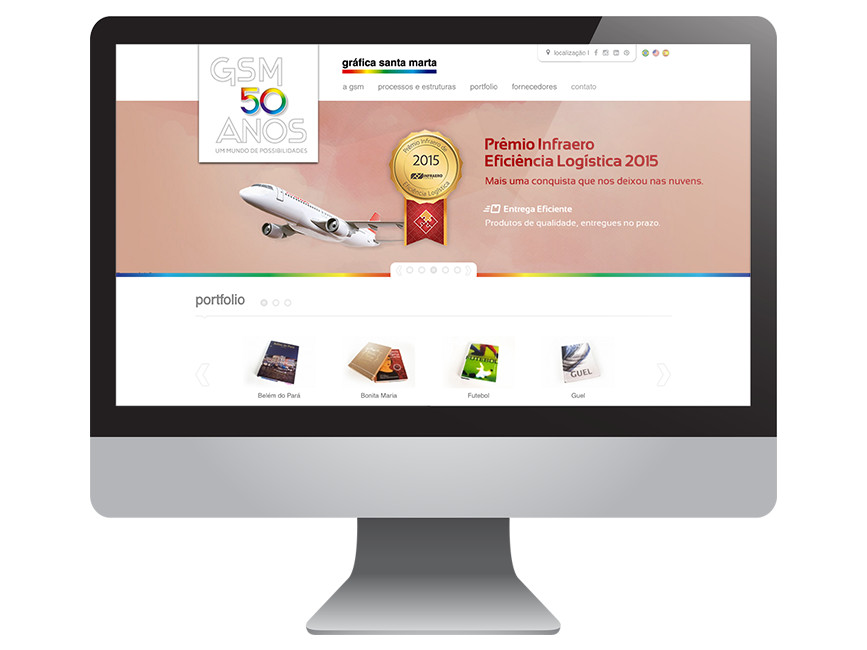 GSM
50
ANOS
UM MUNDO DE POSSIBILIDADES
gráfica santa marta
localização |
a gsm processos e estruturas portfolio fornecedores contato
Prêmio Infraero de
2015
INFRAERO
Eficiência Logística
Prêmio Infraero
Eficiência Logística 2015
Mais uma conquista que nos deixou nas nuvens.
Entrega Eficiente
Produtos de qualidade, entregues no prazo.
portfolio
FUTEBOL
GUEL
Belém do Pará Bonita Maria Futebol Guel